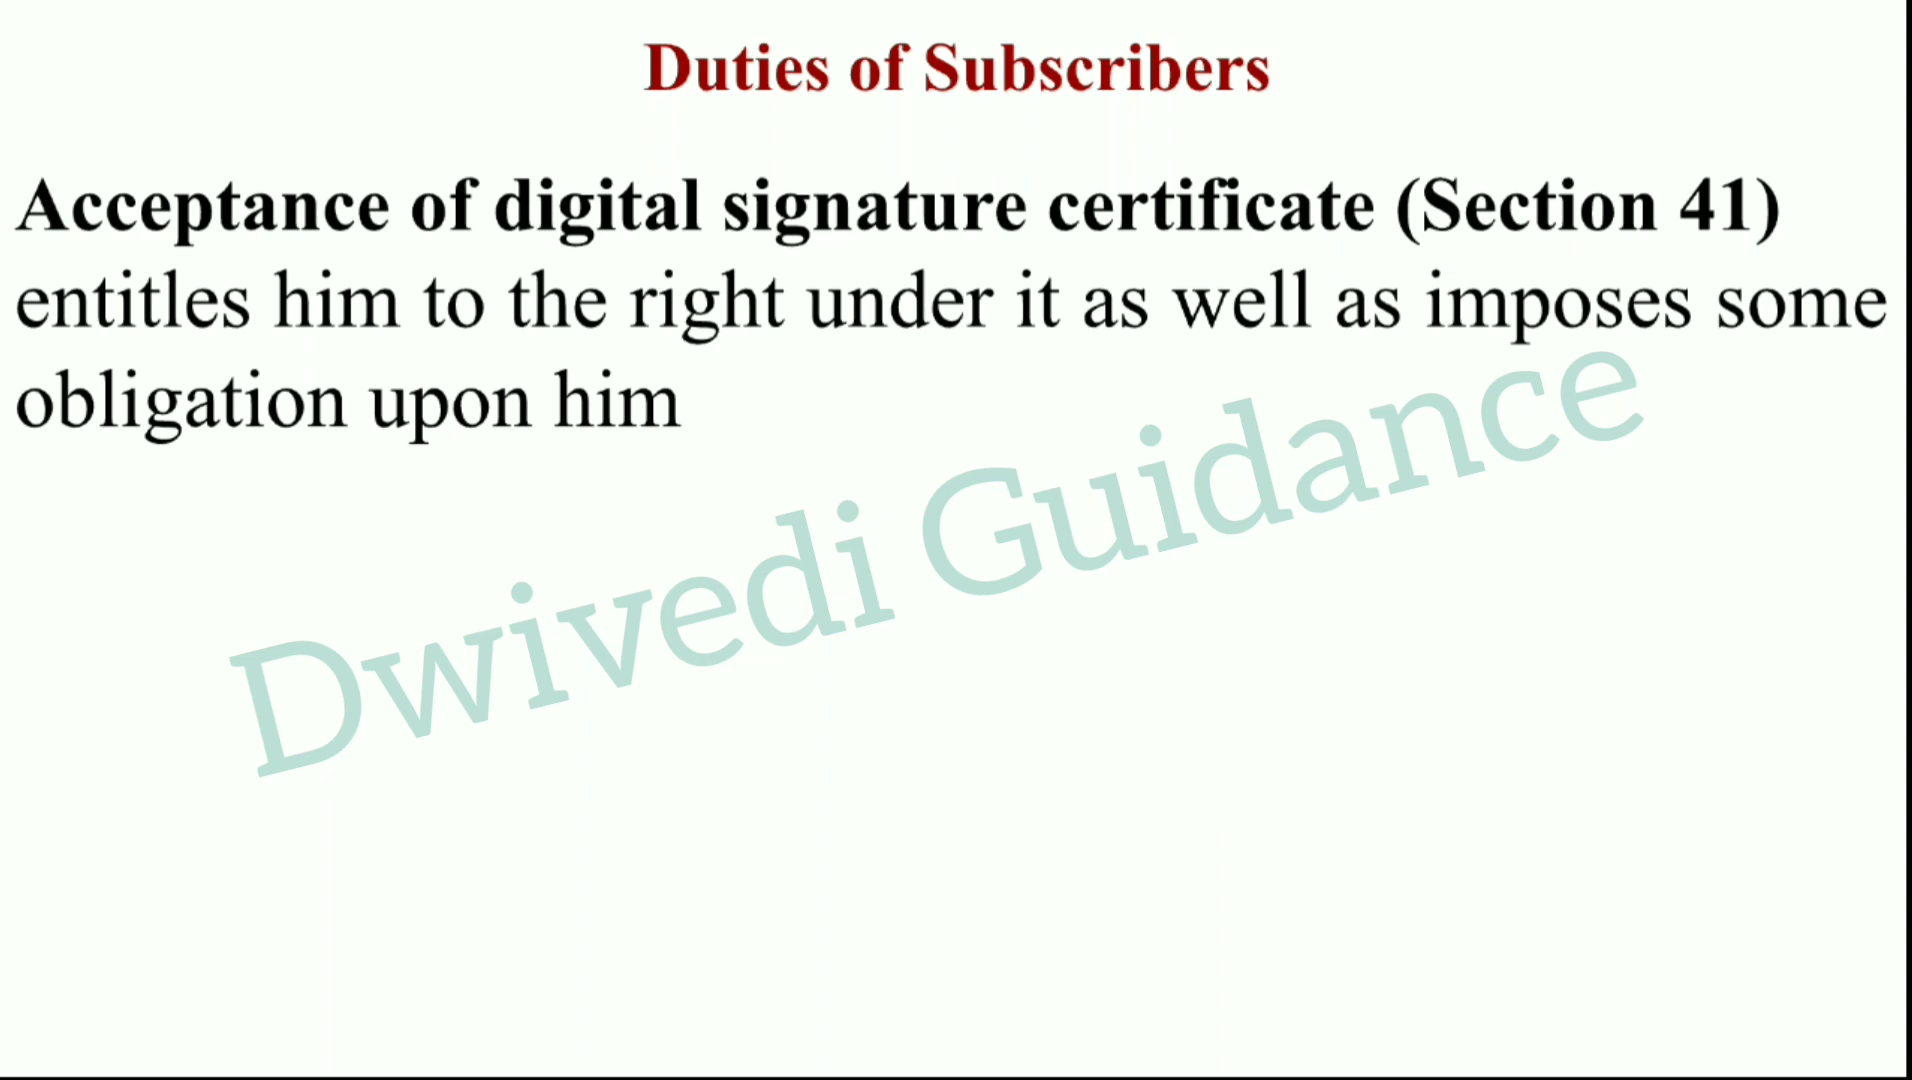 Duties of Subscribers
Acceptance of digital signature certificate (Section 41)
entitles him to the right under it as well as imposes some
obligation upon him
Dwivedi Guidance